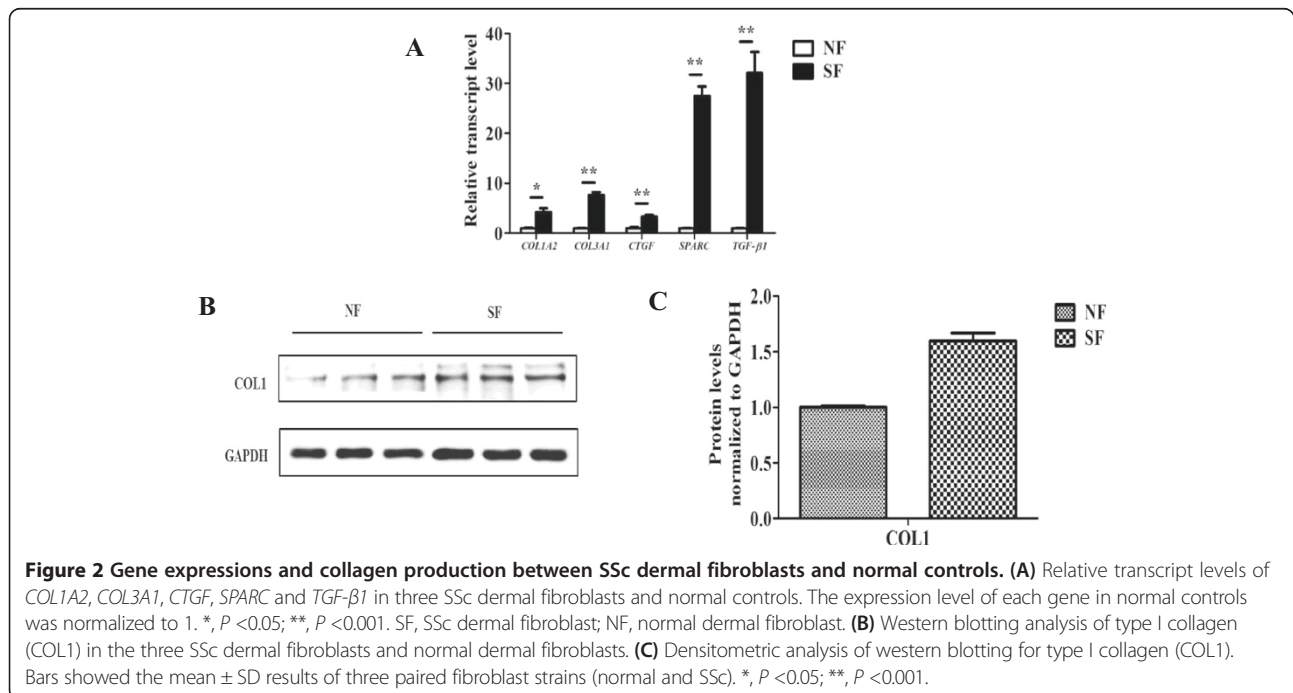 A
Relative transcript level
40
30
20
10
0
*
**
**
**
**
COL1A2 COL3A1 CTGF SPARC TGF-β1
NF
SF
B
NF SF
COL1
GAPDH
C
Protein levels
normalized to GAPDH
2.0
1.5
1.0
0.5
0.0
COL1
NF
SF
Figure 2 Gene expressions and collagen production between SSc dermal fibroblasts and normal controls. (A) Relative transcript levels of
COL1A2, COL3A1, CTGF, SPARC and TGF-β1 in three SSc dermal fibroblasts and normal controls. The expression level of each gene in normal controls
was normalized to 1. *, P <0.05; **, P <0.001. SF, SSc dermal fibroblast; NF, normal dermal fibroblast. (B) Western blotting analysis of type I collagen
(COL1) in the three SSc dermal fibroblasts and normal dermal fibroblasts. (C) Densitometric analysis of western blotting for type I collagen (COL1).
Bars showed the mean ± SD results of three paired fibroblast strains (normal and SSc). *, P <0.05; **, P <0.001.